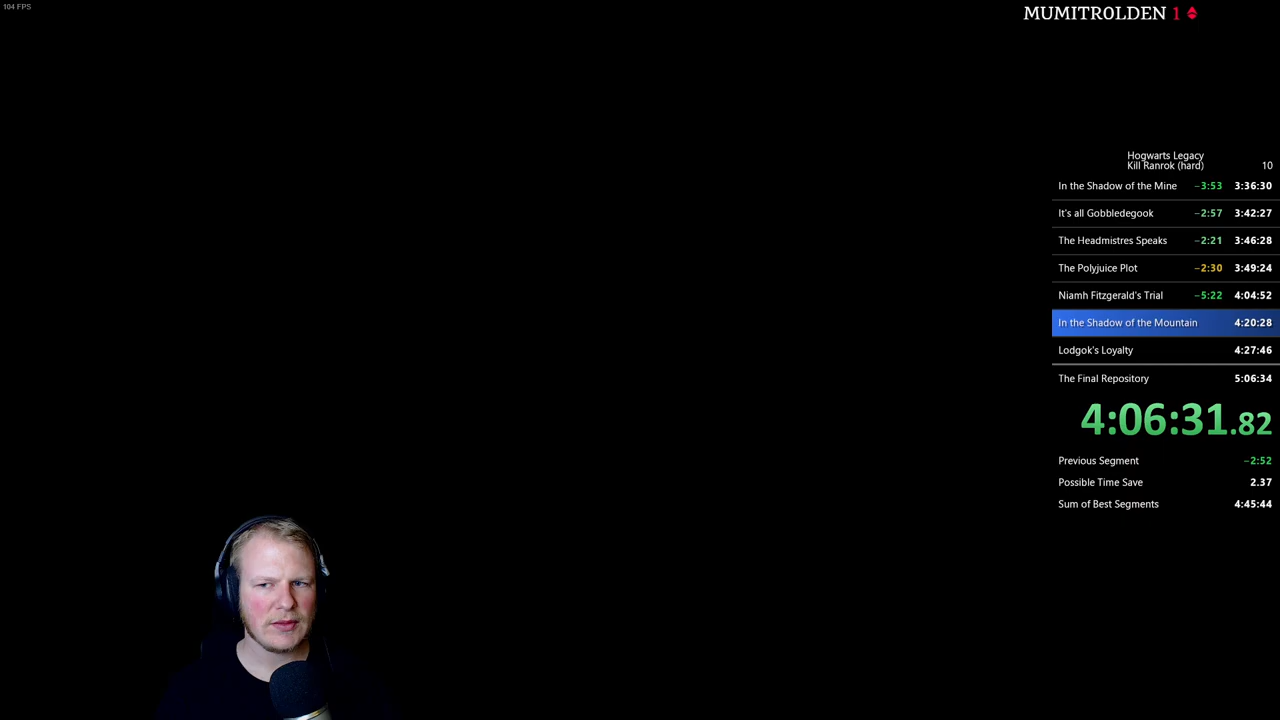 104 FPS
MUMITR0LDEN 1
Hogwarts Legacy
Kill Ranrok (hard) 10
In the Shadow of the Mine −3:53 3:36:30
It's all Gobbledegook −2:57 3:42:27
The Headmistres Speaks −2:21 3:46:28
The Polyjuice Plot −2:30 3:49:24
Niamh Fitzgerald's Trial −5:22 4:04:52
In the Shadow of the Mountain 4:20:28
Lodgok's Loyalty 4:27:46
The Final Repository 5:06:34
4:06:31.82
Previous Segment −2:52
Possible Time Save 2.37
Sum of Best Segments 4:45:44